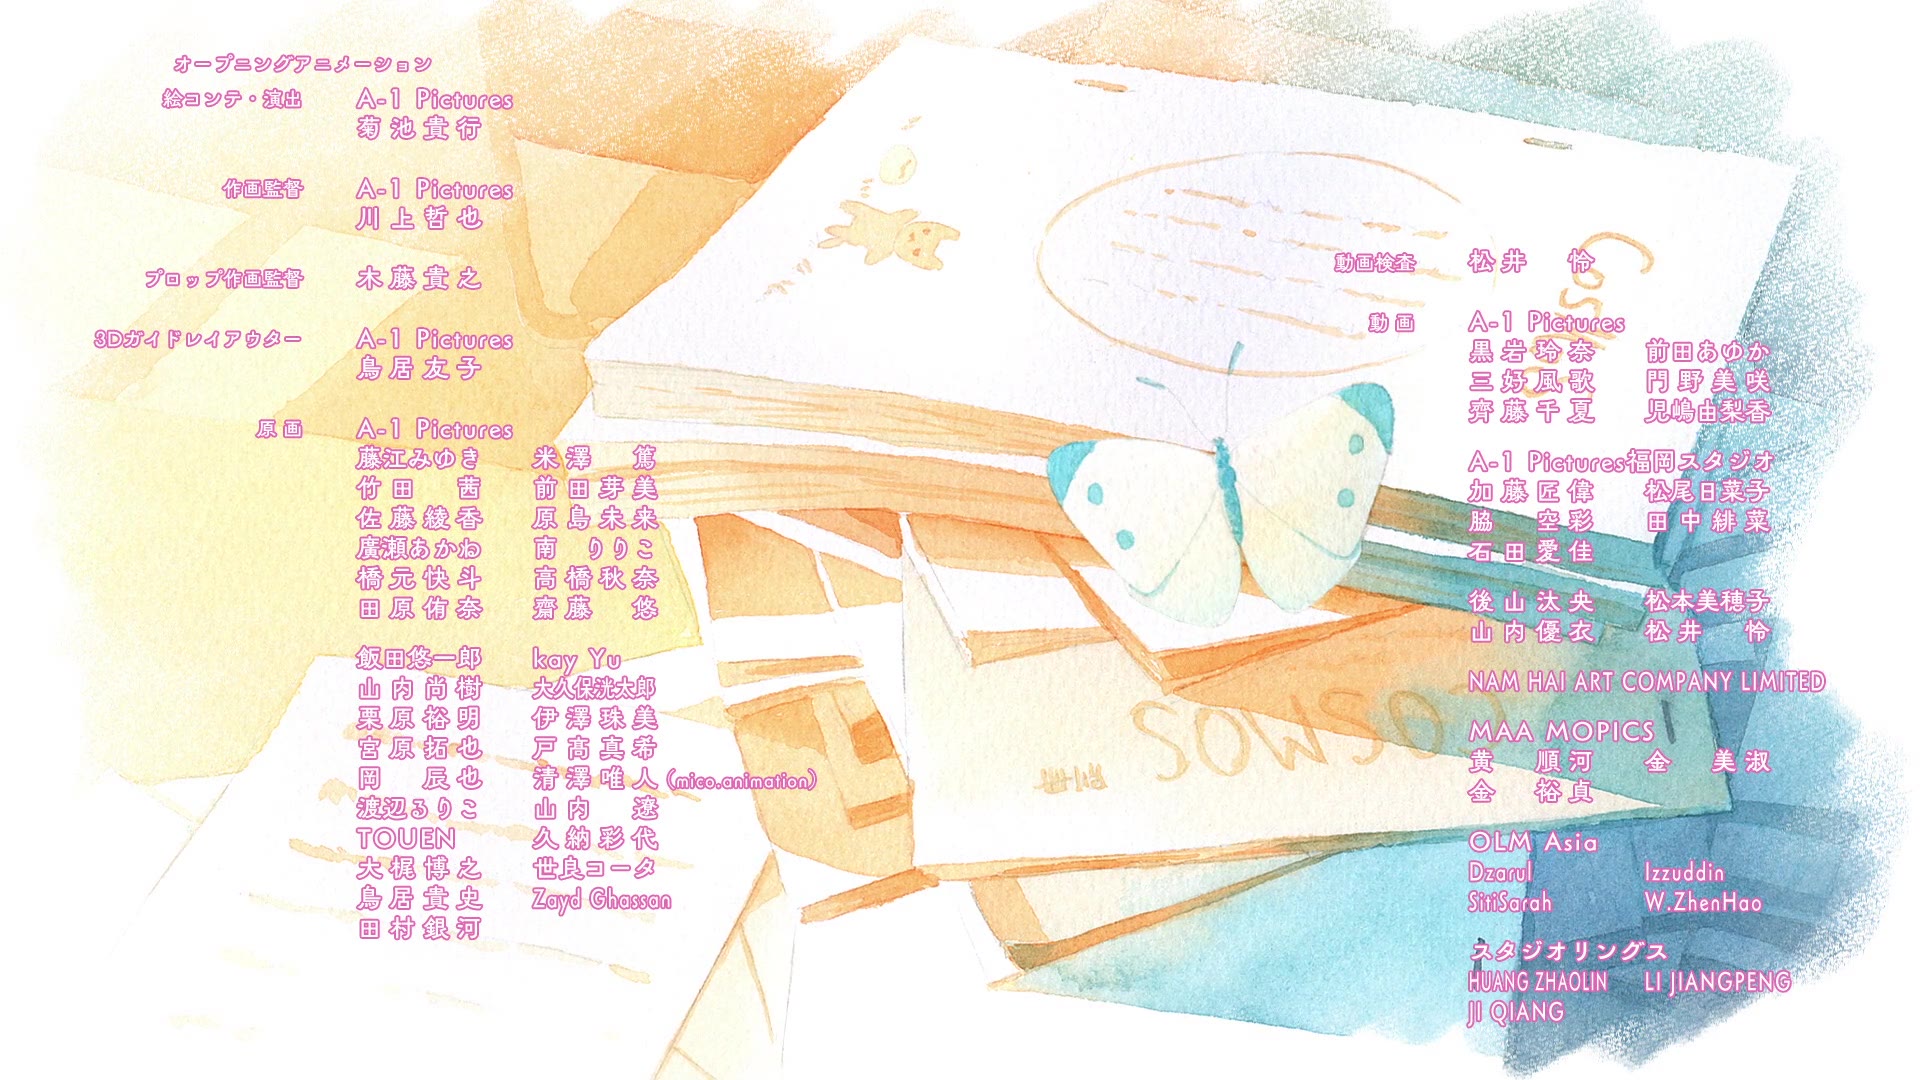 オープニングアニメーション
絵コンテ・演出 A-1 Pictures
菊池貴行
作画監督 A-1 Pictures
川上哲也
プロップ作画監督 木藤貴之
3Dガイドレイアウター A-1 Pictures
鳥居友子
原画 A-1 Pictures
藤江みゆき 米澤 篤
竹田 茜 前田芽美
佐藤綾香 原島未来
廣瀬あかね 南 りりこ
橋元快斗 高橋秋奈
田原侑奈 齋藤 悠
飯田悠一郎 kay Yu
山内尚樹 大久保洸太郎
栗原裕明 伊澤珠美
宮原拓也 戸髙真希
岡 辰也 清澤唯人(mico.animation)
渡辺るりこ 山内 遼
TOUEN 久納彩代
大梶博之 世良コータ
鳥居貴史 Zayd Ghassan
田村銀河
動画検査 松井 怜
動画 A-1 Pictures
黒岩玲奈 前田あゆか
三好風歌 門野美咲
齊藤千夏 児嶋由梨香
A-1 Pictures福岡スタジオ
加藤匠偉 松尾日菜子
脇 空彩 田中緋菜
石田愛佳
後山汰央 松本美穂子
山内優衣 松井 怜
NAM HAI ART COMPANY LIMITED
MAA MOPICS
黄 順河 金 美淑
金 裕貞
OLM Asia
Dzarul Izzuddin
SitiSarah W.ZhenHao
スタジオリングス
HUANG ZHAOLIN LI JIANGPENG
JI QIANG
COSMOS